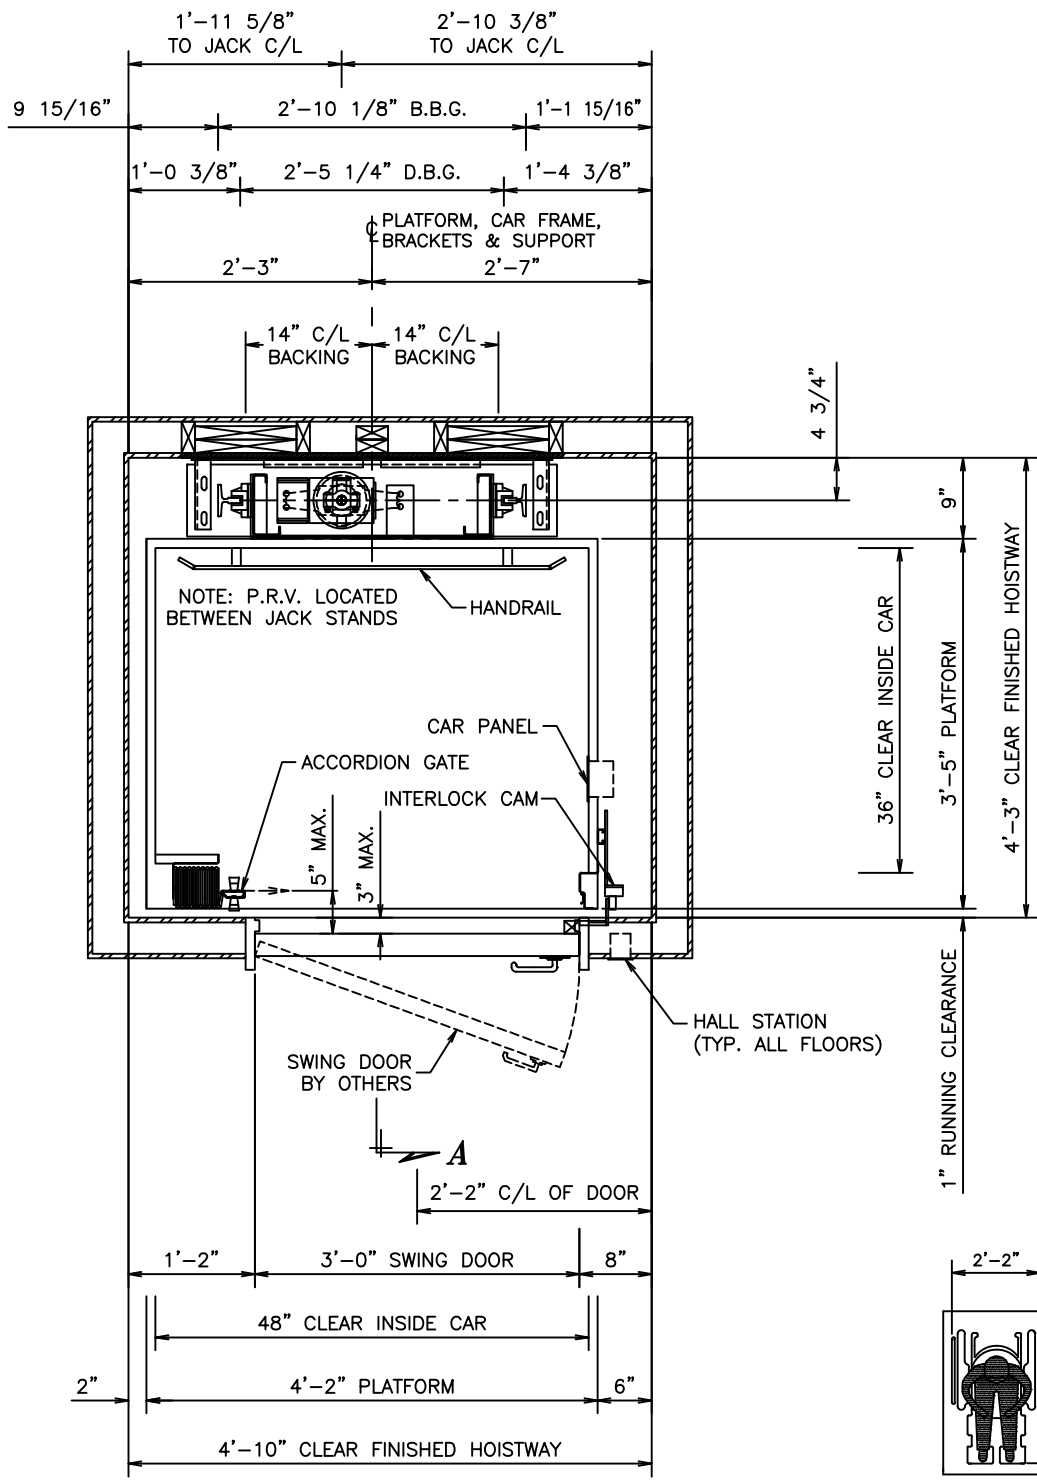 1'-11 5/8"
TO JACK C/L
2'-10 3/8"
TO JACK C/L
9 15/16"
2'-10 1/8" B.B.G.
1'-1 15/16"
1'-0 3/8"
2'-5 1/4" D.B.G.
1'-4 3/8"
℄ PLATFORM, CAR FRAME,
BRACKETS & SUPPORT
2'-3"
2'-7"
14" C/L
BACKING
14" C/L
BACKING
4 3/4"
9"
NOTE: P.R.V. LOCATED
BETWEEN JACK STANDS
HANDRAIL
36" CLEAR INSIDE CAR
3'-5" PLATFORM
4'-3" CLEAR FINISHED HOISTWAY
CAR PANEL
ACCORDION GATE
INTERLOCK CAM
5" MAX.
3" MAX.
HALL STATION
(TYP. ALL FLOORS)
1" RUNNING CLEARANCE
SWING DOOR
BY OTHERS
A
2'-2" C/L OF DOOR
1'-2"
3'-0" SWING DOOR
8"
2'-2"
48" CLEAR INSIDE CAR
2"
4'-2" PLATFORM
6"
4'-10" CLEAR FINISHED HOISTWAY